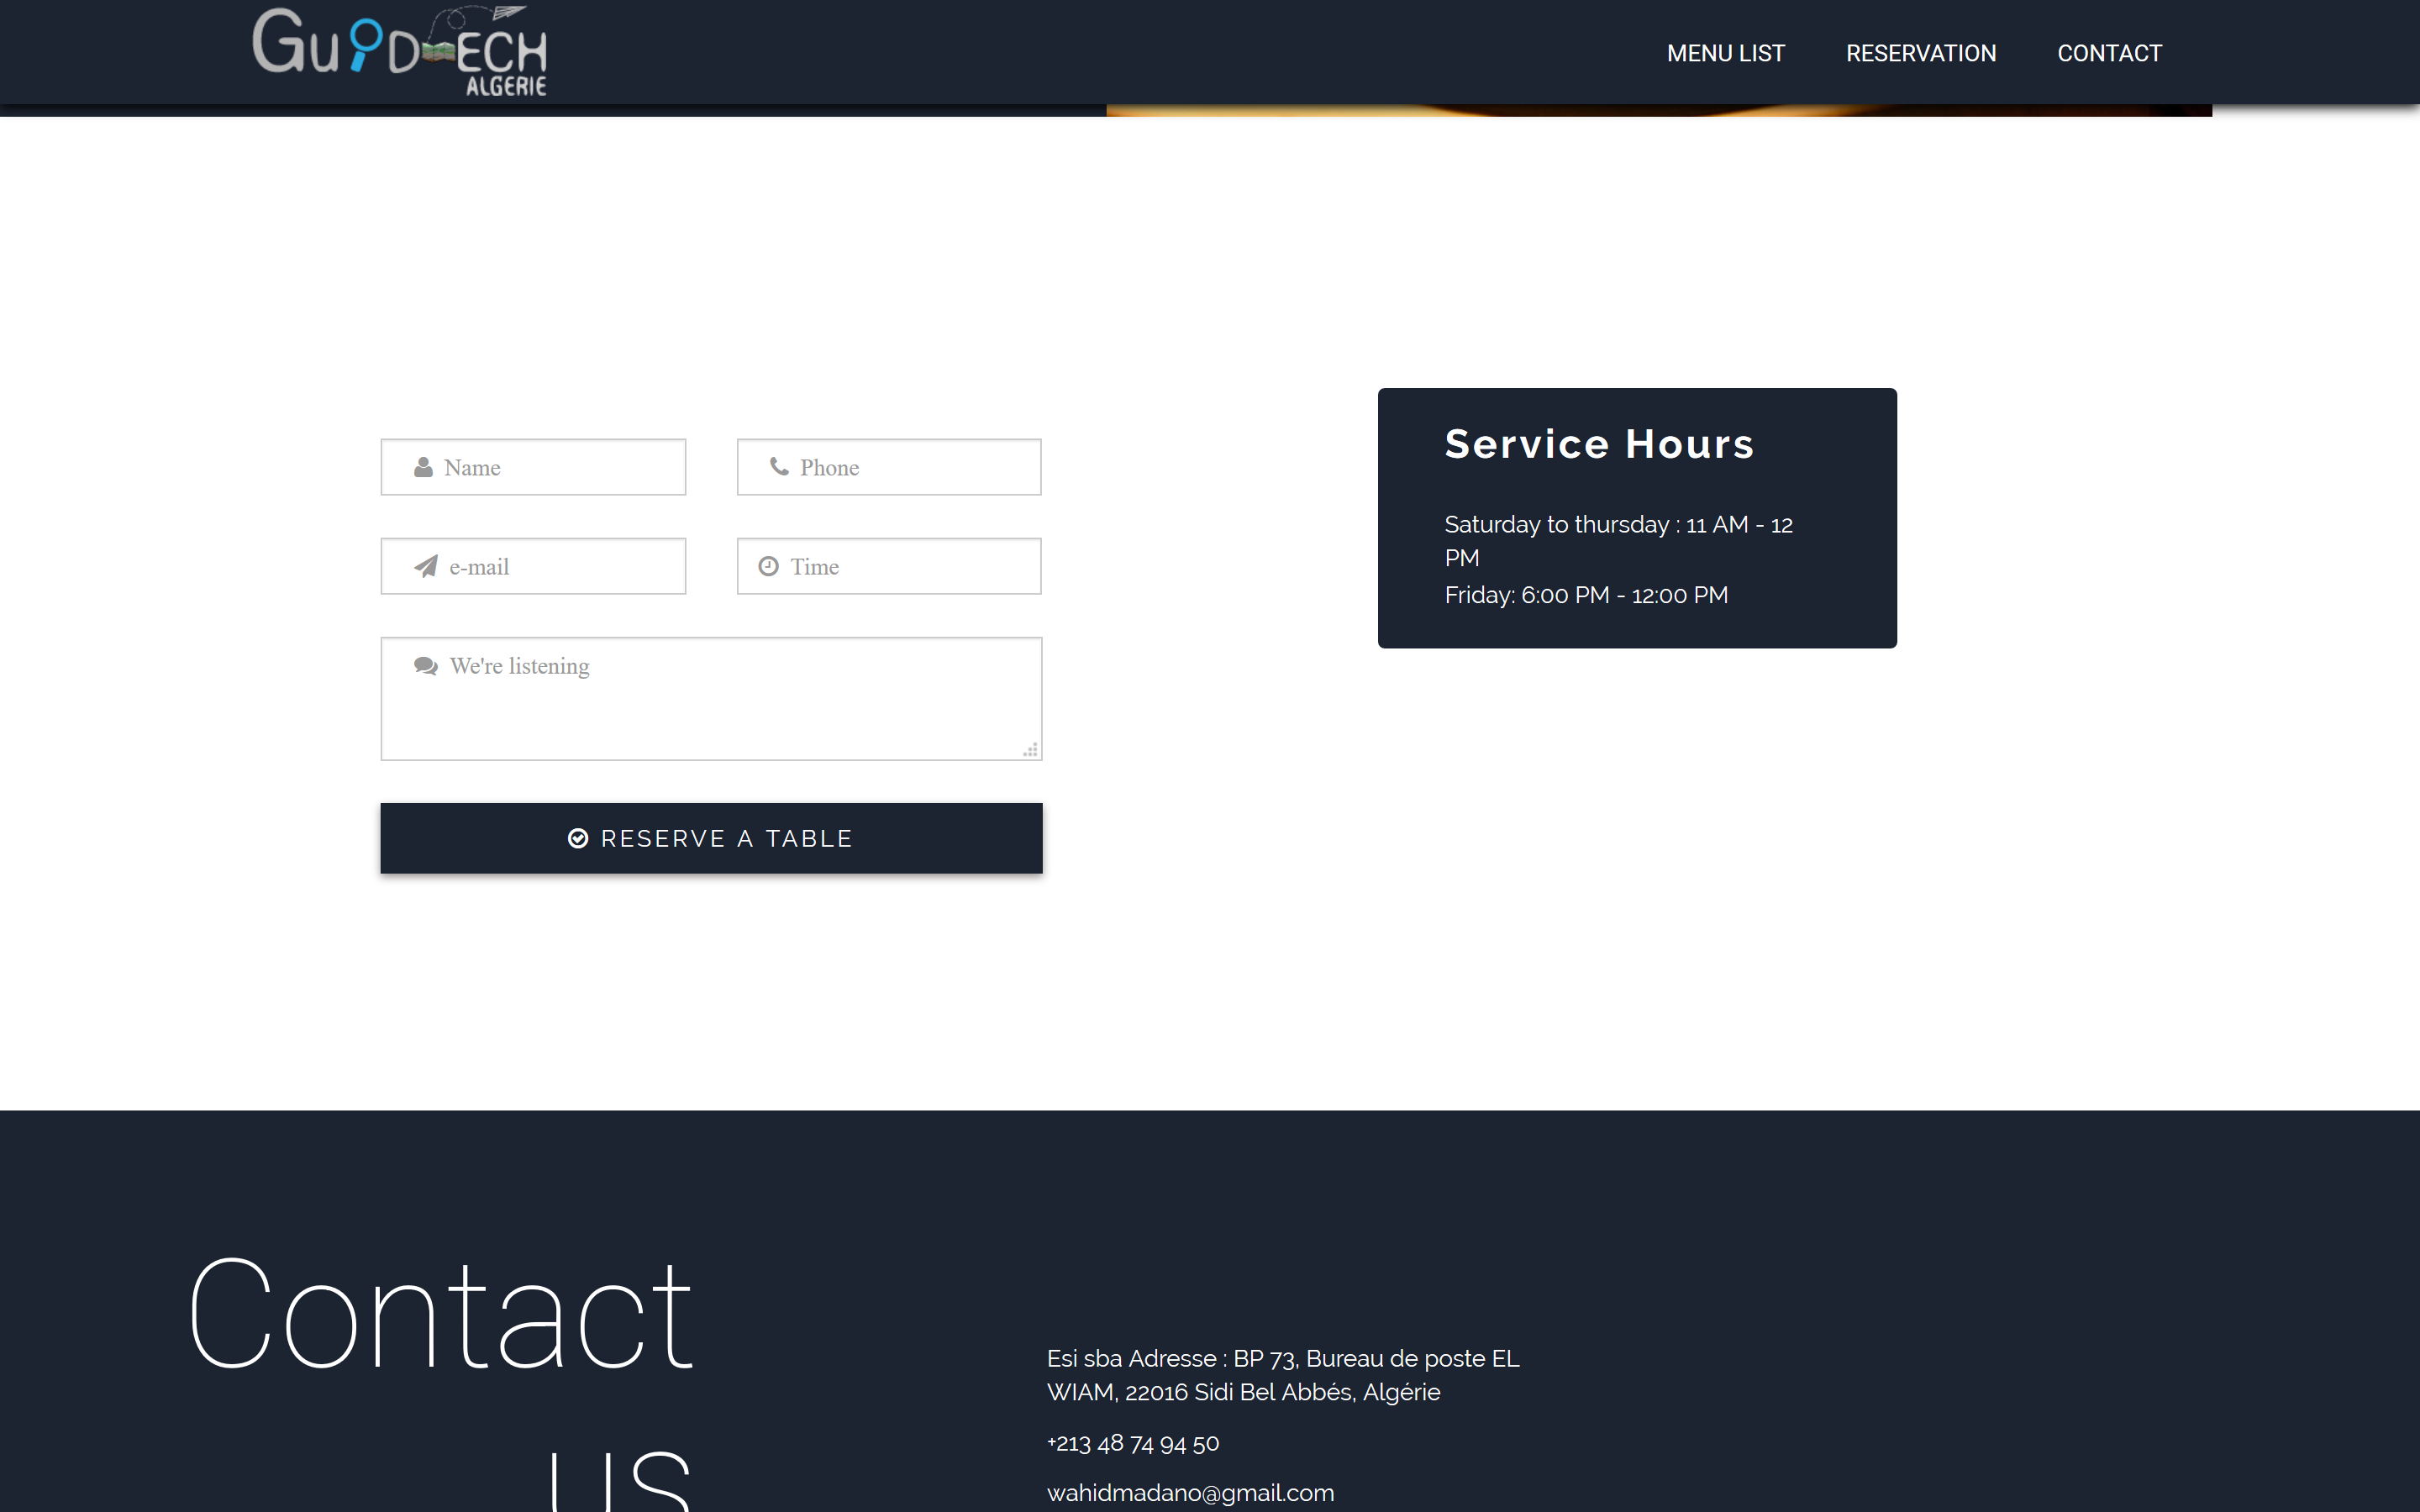 GuiDECH
ALGERIE
MENU LIST
RESERVATION
CONTACT
Name
Phone
e-mail
Time
We're listening
RESERVE A TABLE
Service Hours
Saturday to thursday : 11 AM - 12
PM
Friday: 6:00 PM - 12:00 PM
Contact
us
Esi sba Adresse : BP 73, Bureau de poste EL
WIAM, 22016 Sidi Bel Abbés, Algérie
+213 48 74 94 50
wahidmadano@gmail.com